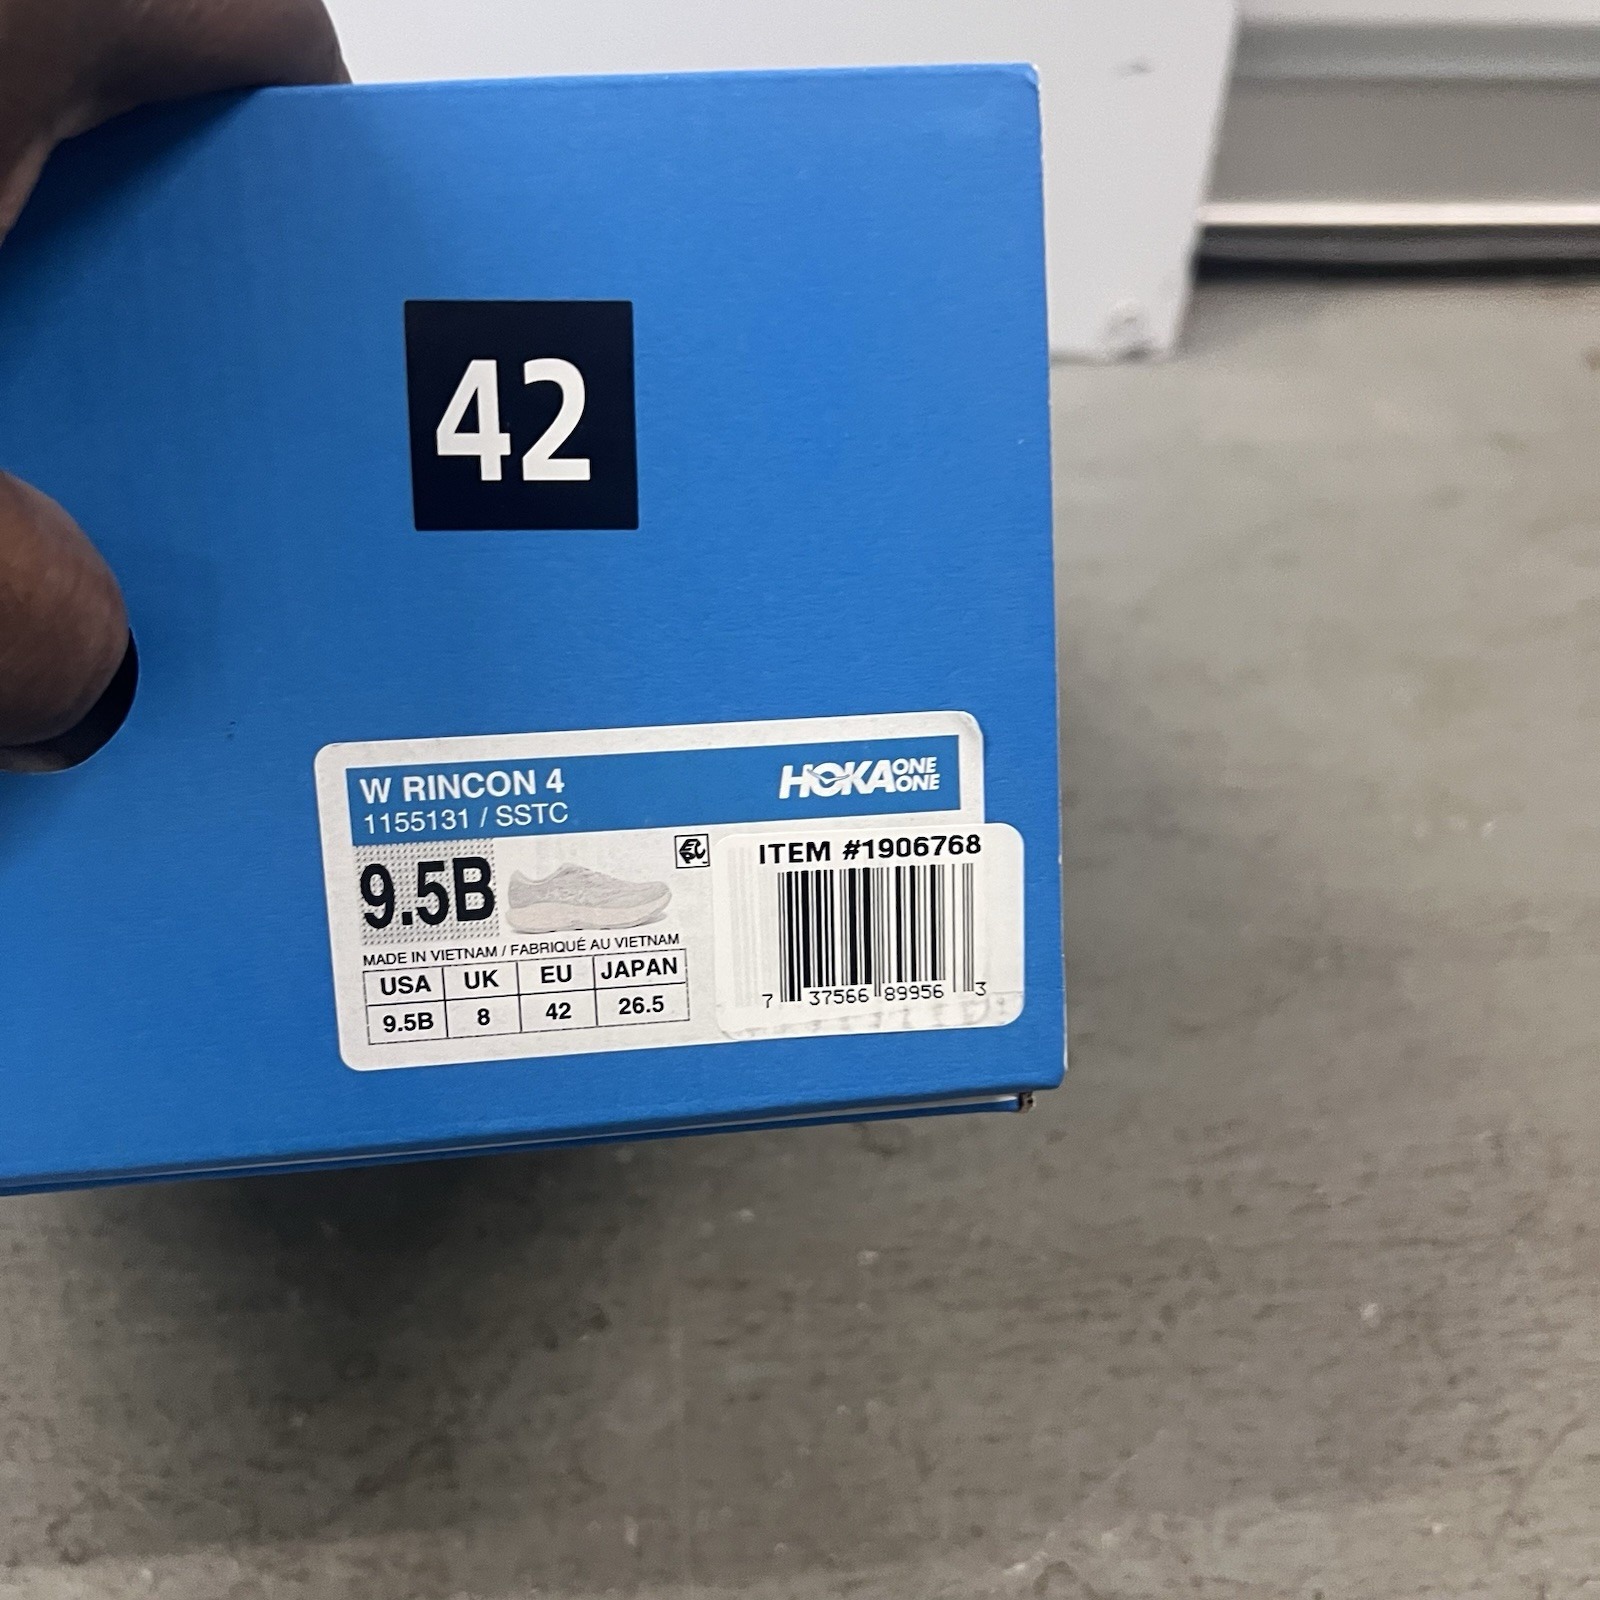 42
W RINCON 4
1155131 / SSTC
HOKA ONE ONE
9.5B
MADE IN VIETNAM / FABRIQUÉ AU VIETNAM
USA UK EU JAPAN
9.5B 8 42 26.5
ITEM #1906768
7 37566 89956 3